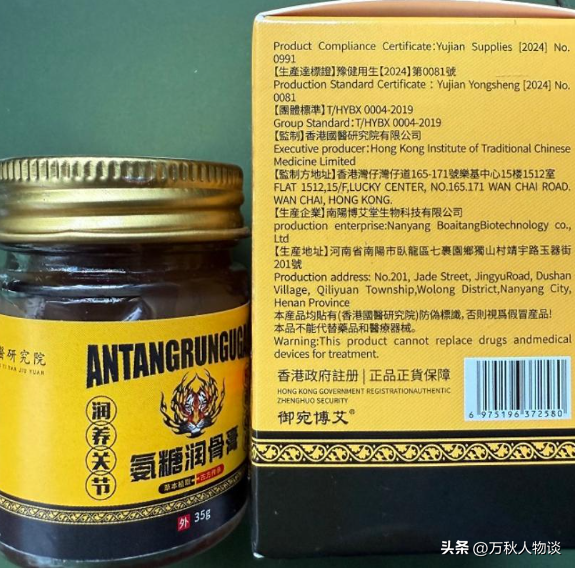 Product Compliance Certificate:Yujian Supplies [2024] No.
0991
【生產達標證】豫健用生【2024】第0081號
Production Standard Certificate : Yujian Yongsheng [2024] No.
0081
【團體標準】T/HYBX 0004-2019
Group Standard:T/HYBX 0004-2019
【監制】香港國醫研究院有限公司
Executive producer:Hong Kong Institute of Traditional Chinese
Medicine Limited
【監制方地址】香港灣仔灣仔道165-171號樂基中心15樓1512室
FLAT 1512,15/F,LUCKY CENTER, NO.165.171 WAN CHAI ROAD.
WAN CHAI, HONG KONG.
【生産企業】南陽博艾堂生物科技有限公司
production enterprise:Nanyang BoaitangBiotechnology co.,
Ltd
【生産地址】河南省南陽市臥龍區七裏園鄉獨山村靖宇路玉器街
201號
Production address: No.201, Jade Street, JingyuRoad, Dushan
Village, Qiliyuan Township,Wolong District,Nanyang City,
Henan Province
本産品均貼有(香港國醫研究院)防偽標識,否則視爲假冒産品!
本品不能代替藥品和醫療器械。
Warning:This product cannot replace drugs andmedical
devices for treatment.
香港政府註册 | 正品正貨保障
HONG KONG GOVERNMENT REGISTRATIONAUTHENTIC
ZHENGHUO SECURITY
御宛博艾®
6 975196 372580
醫研究院
YI YAN JIU YUAN
ANTANGRUNGUGA
润养关节
氨糖润骨膏
草本植萃
外 35g
头条 @万秋人物谈